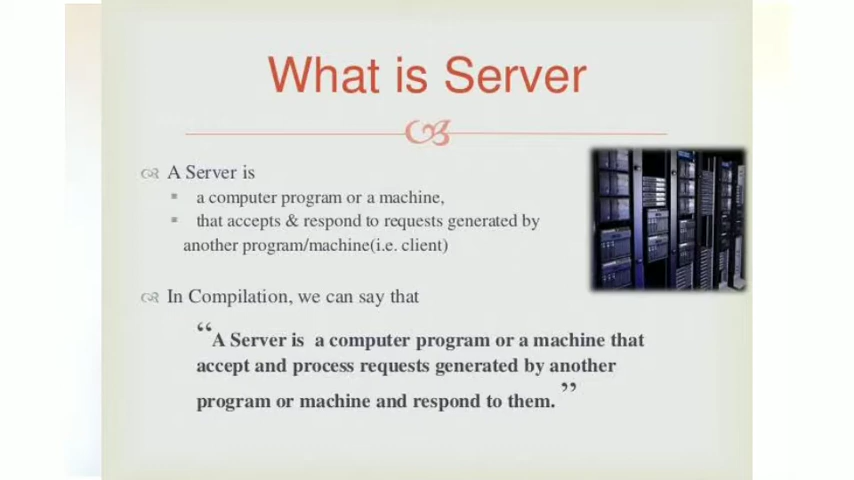 What is Server
A Server is
a computer program or a machine,
that accepts & respond to requests generated by
another program/machine(i.e. client)
In Compilation, we can say that
“A Server is a computer program or a machine that
accept and process requests generated by another
program or machine and respond to them.”